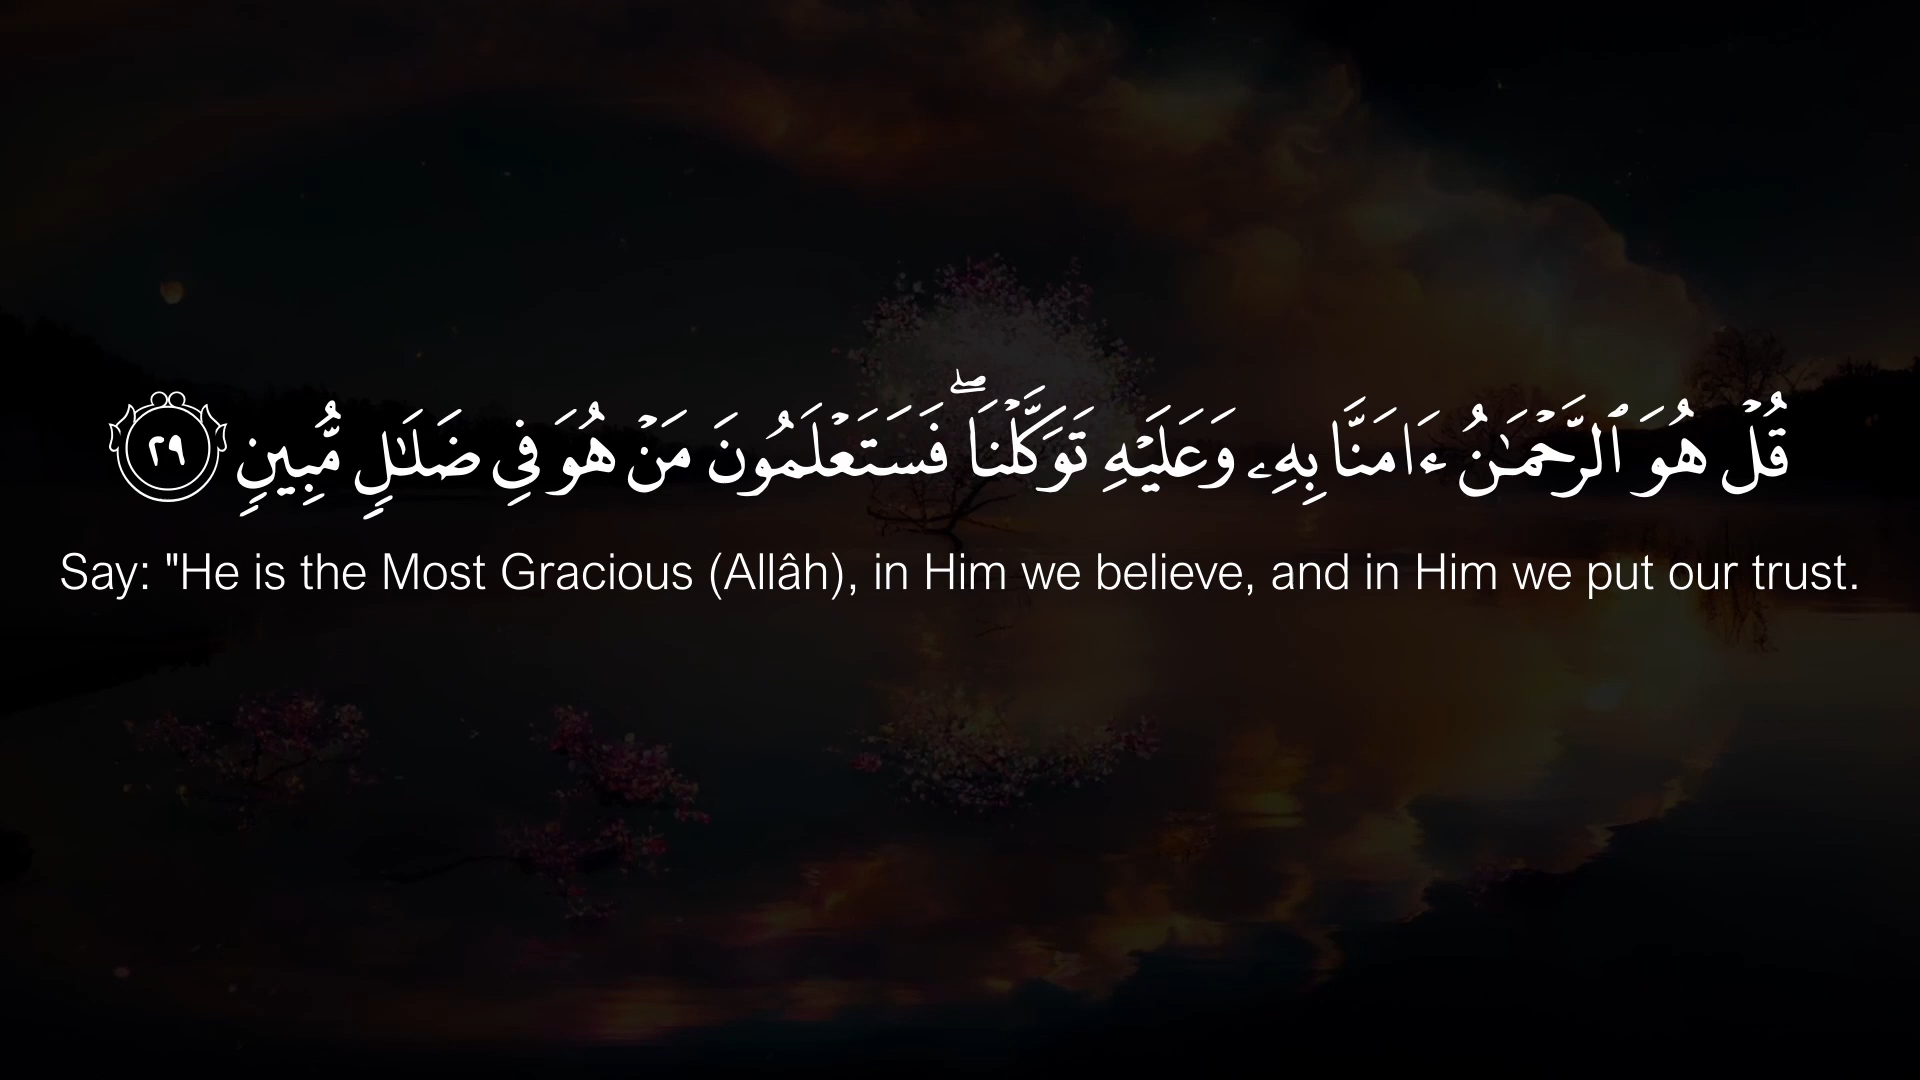 قُلْ هُوَ ٱلرَّحْمَـٰنُ ءَامَنَّا بِهِۦ وَعَلَيْهِ تَوَكَّلْنَا ۖ فَسَتَعْلَمُونَ مَنْ هُوَ فِى ضَلَـٰلٍ مُّبِينٍ ٢٩
Say: "He is the Most Gracious (Allâh), in Him we believe, and in Him we put our trust.